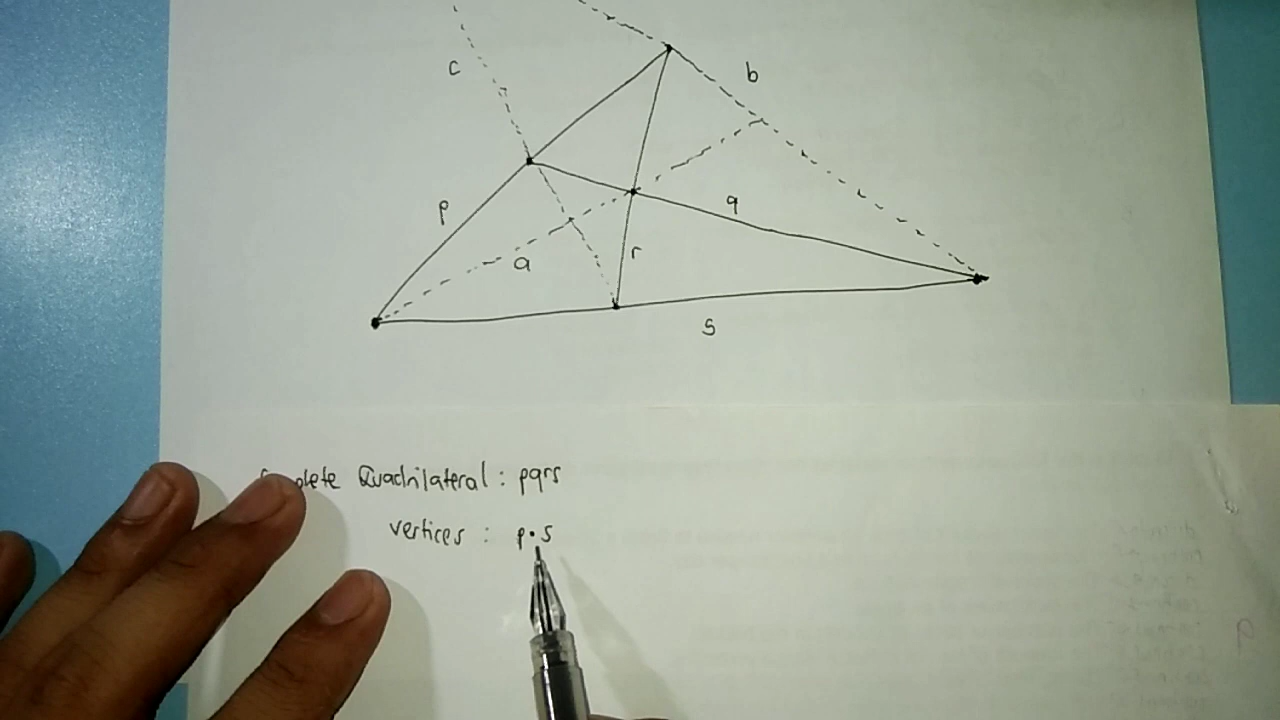 c
b
p
q
a
r
s
Quadrilateral : pqrs
vertices : p·s